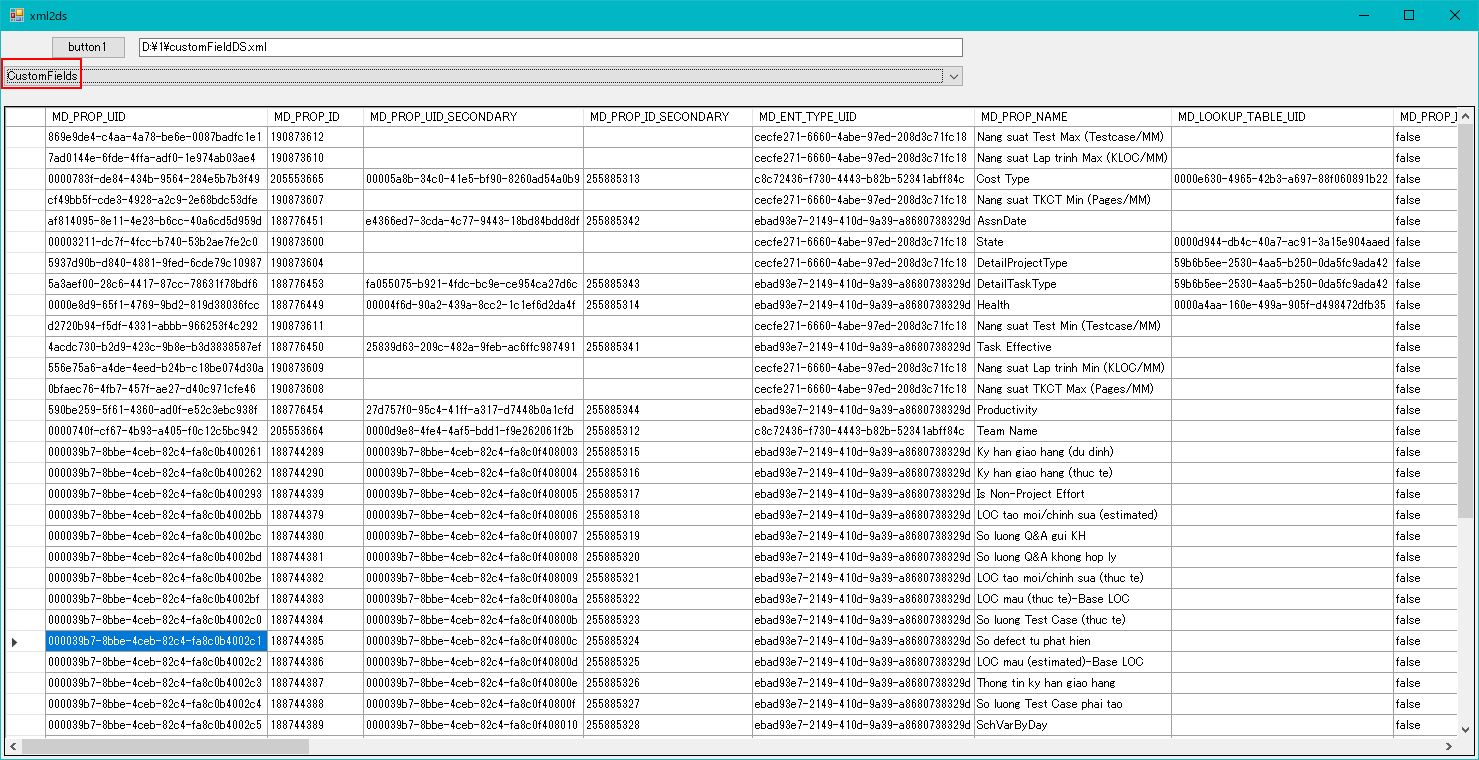 xml2ds
button1 D:¥1¥customFieldDS.xml
CustomFields
MD_PROP_UID MD_PROP_ID MD_PROP_UID_SECONDARY MD_PROP_ID_SECONDARY MD_ENT_TYPE_UID MD_PROP_NAME MD_LOOKUP_TABLE_UID
869e9de4-c4aa-4a78-be6e-0087badfc1e1 190873612 cecfe271-6660-4abe-97ed-208d3c71fc18 Nang suat Test Max (Testcase/MM) false
7ad0144e-6fde-4ffa-adf0-1e974ab03ae4 190873610 cecfe271-6660-4abe-97ed-208d3c71fc18 Nang suat Lap trinh Max (KLOC/MM) false
0000783f-de84-434b-9564-284e5b7b3f49 205553665 00005a8b-34c0-41e5-bf90-8260ad54a0b9 255885313 c8c72436-f730-4443-b82b-52341abff84c Cost Type 0000e630-4965-42b3-a697-88f060891b22 false
cf49bb5f-cde3-4928-a2c9-2e68bdc53dfe 190873607 cecfe271-6660-4abe-97ed-208d3c71fc18 Nang suat TKCT Min (Pages/MM) false
af814095-8e11-4e23-b6cc-40a6cd5d959d 188776451 e4366ed7-3cda-4c77-9443-18bd84bdd8df 255885342 ebad93e7-2149-410d-9a39-a8680738329d AssnDate false
00003211-dc7f-4fcc-b740-53b2ae7fe2c0 190873600 cecfe271-6660-4abe-97ed-208d3c71fc18 State 0000d944-db4c-40a7-ac91-3a15e904aaed false
5937d90b-d840-4881-9fed-6cde79c10987 190873604 cecfe271-6660-4abe-97ed-208d3c71fc18 DetailProjectType 59b6b5ee-2530-4aa5-b250-0da5fc9ada42 false
5a3aef00-28c6-4417-87cc-78631f78bdf6 188776453 fa055075-b921-4fdc-bc9e-ce954ca27d6c 255885343 ebad93e7-2149-410d-9a39-a8680738329d DetailTaskType 59b6b5ee-2530-4aa5-b250-0da5fc9ada42 false
0000e8d9-65f1-4769-9bd2-819d38036fcc 188776449 00004f6d-90a2-439a-8cc2-1c1ef6d2da4f 255885314 ebad93e7-2149-410d-9a39-a8680738329d Health 0000a4aa-160e-499a-905f-d498472dfb35 false
d2720b94-f5df-4331-abbb-966253f4c292 190873611 cecfe271-6660-4abe-97ed-208d3c71fc18 Nang suat Test Min (Testcase/MM) false
4acdc730-b2d9-423c-9b8e-b3d3838587ef 188776450 25839d63-209c-482a-9feb-ac6ffc987491 255885341 ebad93e7-2149-410d-9a39-a8680738329d Task Effective false
556e75a6-a4de-4eed-b24b-c18be074d30a 190873609 cecfe271-6660-4abe-97ed-208d3c71fc18 Nang suat Lap trinh Min (KLOC/MM) false
0bfaec76-4fb7-457f-ae27-d40c971cfe46 190873608 cecfe271-6660-4abe-97ed-208d3c71fc18 Nang suat TKCT Max (Pages/MM) false
590be259-5f61-4360-ad0f-e52c3ebc938f 188776454 27d757f0-95c4-41ff-a317-d7448b0a1cfd 255885344 ebad93e7-2149-410d-9a39-a8680738329d Productivity false
0000740f-cf67-4b93-a405-f0c12c5bc942 205553664 0000d9e8-4fe4-4af5-bdd1-f9e262061f2b 255885312 c8c72436-f730-4443-b82b-52341abff84c Team Name false
000039b7-8bbe-4ceb-82c4-fa8c0b400261 188744289 000039b7-8bbe-4ceb-82c4-fa8c0f408003 255885315 ebad93e7-2149-410d-9a39-a8680738329d Ky han giao hang (du dinh) false
000039b7-8bbe-4ceb-82c4-fa8c0b400262 188744290 000039b7-8bbe-4ceb-82c4-fa8c0f408004 255885316 ebad93e7-2149-410d-9a39-a8680738329d Ky han giao hang (thuc te) false
000039b7-8bbe-4ceb-82c4-fa8c0b400293 188744339 000039b7-8bbe-4ceb-82c4-fa8c0f408005 255885317 ebad93e7-2149-410d-9a39-a8680738329d Is Non-Project Effort false
000039b7-8bbe-4ceb-82c4-fa8c0b4002bb 188744379 000039b7-8bbe-4ceb-82c4-fa8c0f408006 255885318 ebad93e7-2149-410d-9a39-a8680738329d LOC tao moi/chinh sua (estimated) false
000039b7-8bbe-4ceb-82c4-fa8c0b4002bc 188744380 000039b7-8bbe-4ceb-82c4-fa8c0f408007 255885319 ebad93e7-2149-410d-9a39-a8680738329d So luong Q&A gui KH false
000039b7-8bbe-4ceb-82c4-fa8c0b4002bd 188744381 000039b7-8bbe-4ceb-82c4-fa8c0f408008 255885320 ebad93e7-2149-410d-9a39-a8680738329d So luong Q&A khong hop ly false
000039b7-8bbe-4ceb-82c4-fa8c0b4002be 188744382 000039b7-8bbe-4ceb-82c4-fa8c0f408009 255885321 ebad93e7-2149-410d-9a39-a8680738329d LOC tao moi/chinh sua (thuc te) false
000039b7-8bbe-4ceb-82c4-fa8c0b4002bf 188744383 000039b7-8bbe-4ceb-82c4-fa8c0f40800a 255885322 ebad93e7-2149-410d-9a39-a8680738329d LOC mau (thuc te)-Base LOC false
000039b7-8bbe-4ceb-82c4-fa8c0b4002c0 188744384 000039b7-8bbe-4ceb-82c4-fa8c0f40800b 255885323 ebad93e7-2149-410d-9a39-a8680738329d So luong Test Case (thuc te) false
000039b7-8bbe-4ceb-82c4-fa8c0b4002c1 188744385 000039b7-8bbe-4ceb-82c4-fa8c0f40800c 255885324 ebad93e7-2149-410d-9a39-a8680738329d So defect tu phat hien false
000039b7-8bbe-4ceb-82c4-fa8c0b4002c2 188744386 000039b7-8bbe-4ceb-82c4-fa8c0f40800d 255885325 ebad93e7-2149-410d-9a39-a8680738329d LOC mau (estimated)-Base LOC false
000039b7-8bbe-4ceb-82c4-fa8c0b4002c3 188744387 000039b7-8bbe-4ceb-82c4-fa8c0f40800e 255885326 ebad93e7-2149-410d-9a39-a8680738329d Thong tin ky han giao hang false
000039b7-8bbe-4ceb-82c4-fa8c0b4002c4 188744388 000039b7-8bbe-4ceb-82c4-fa8c0f40800f 255885327 ebad93e7-2149-410d-9a39-a8680738329d So luong Test Case phai tao false
000039b7-8bbe-4ceb-82c4-fa8c0b4002c5 188744389 000039b7-8bbe-4ceb-82c4-fa8c0f408010 255885328 ebad93e7-2149-410d-9a39-a8680738329d SchVarByDay false